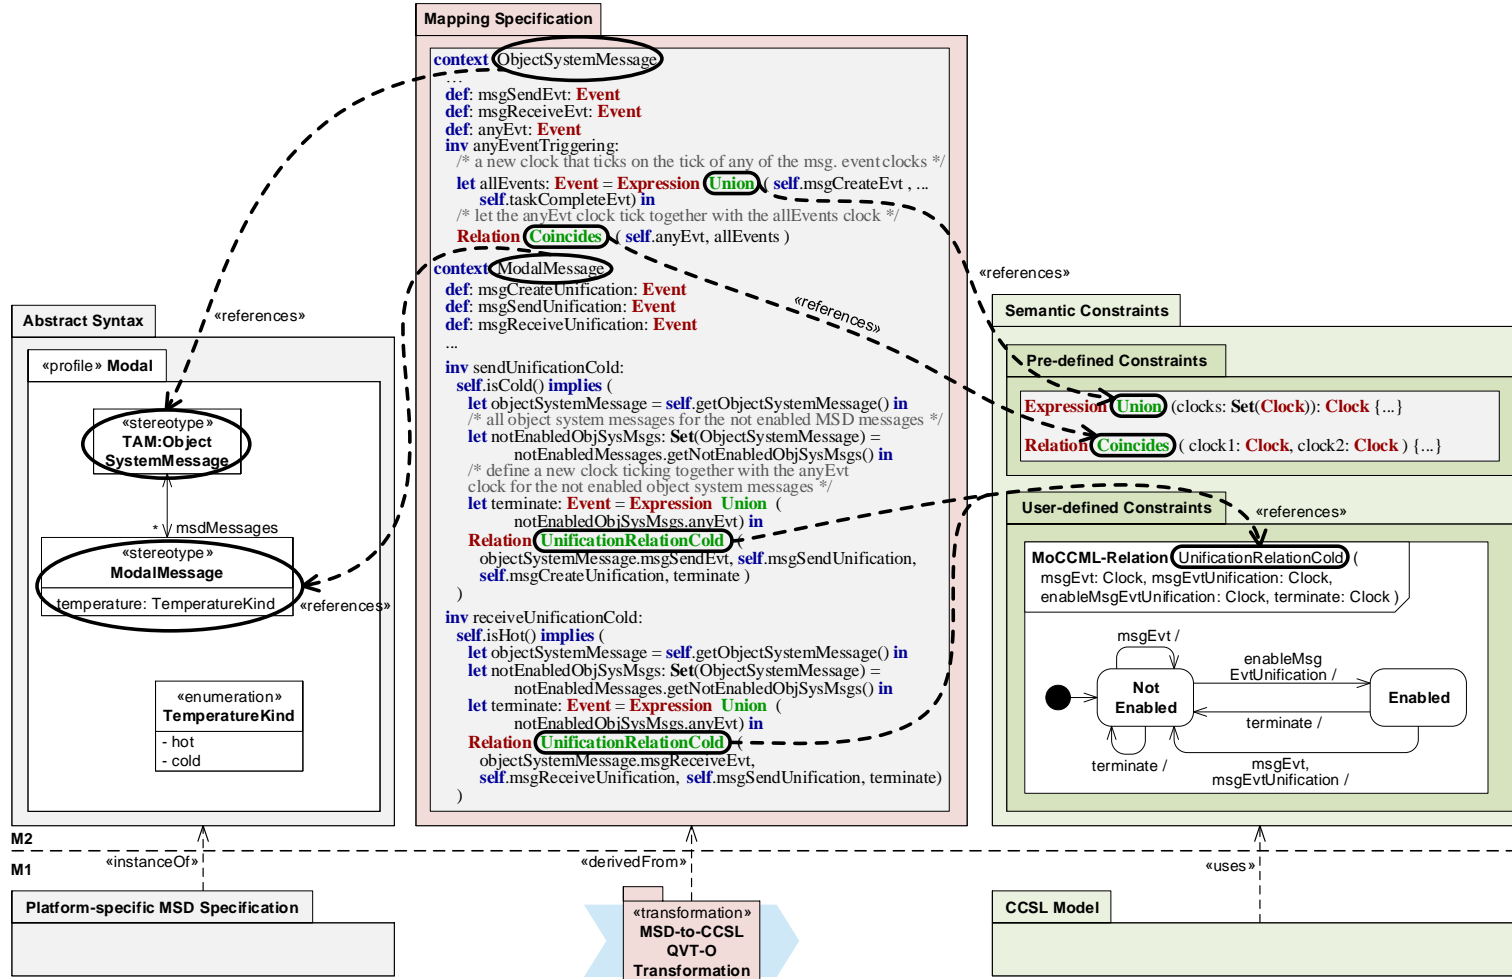 Mapping Specification
context ObjectSystemMessage
...
def: msgSendEvt: Event
def: msgReceiveEvt: Event
def: anyEvt: Event
inv anyEventTriggering:
/* a new clock that ticks on the tick of any of the msg. event clocks */
let allEvents: Event = Expression Union ( self.msgCreateEvt , ...
self.taskCompleteEvt) in
/* let the anyEvt clock tick together with the allEvents clock */
Relation Coincides ( self.anyEvt, allEvents )
context ModalMessage
def: msgCreateUnification: Event
def: msgSendUnification: Event
def: msgReceiveUnification: Event
...
inv sendUnificationCold:
self.isCold() implies (
let objectSystemMessage = self.getObjectSystemMessage() in
/* all object system messages for the not enabled MSD messages */
let notEnabledObjSysMsgs: Set(ObjectSystemMessage) =
notEnabledMessages.getNotEnabledObjSysMsgs() in
/* define a new clock ticking together with the anyEvt
clock for the not enabled object system messages */
let terminate: Event = Expression Union (
notEnabledObjSysMsgs.anyEvt) in
Relation UnificationRelationCold (
objectSystemMessage.msgSendEvt, self.msgSendUnification,
self.msgCreateUnification, terminate )
)
inv receiveUnificationCold:
self.isHot() implies (
let objectSystemMessage = self.getObjectSystemMessage() in
let notEnabledObjSysMsgs: Set(ObjectSystemMessage) =
notEnabledMessages.getNotEnabledObjSysMsgs() in
let terminate: Event = Expression Union (
notEnabledObjSysMsgs.anyEvt) in
Relation UnificationRelationCold (
objectSystemMessage.msgReceiveEvt,
self.msgReceiveUnification, self.msgSendUnification, terminate)
)
«references»
«references»
«references»
«references»
«references»
Abstract Syntax
«profile» Modal
«stereotype»
TAM:Object
SystemMessage
* msdMessages
«stereotype»
ModalMessage
temperature: TemperatureKind
«enumeration»
TemperatureKind
- hot
- cold
Semantic Constraints
Pre-defined Constraints
Expression Union (clocks: Set(Clock)): Clock {...}
Relation Coincides ( clock1: Clock, clock2: Clock ) {...}
User-defined Constraints
MoCCML-Relation UnificationRelationCold (
msgEvt: Clock, msgEvtUnification: Clock,
enableMsgEvtUnification: Clock, terminate: Clock )
msgEvt /
Not
Enabled
enableMsg
EvtUnification /
Enabled
terminate /
terminate /
msgEvt,
msgEvtUnification /
M2
M1
«instanceOf»
«derivedFrom»
«uses»
Platform-specific MSD Specification
«transformation»
MSD-to-CCSL
QVT-O
Transformation
CCSL Model